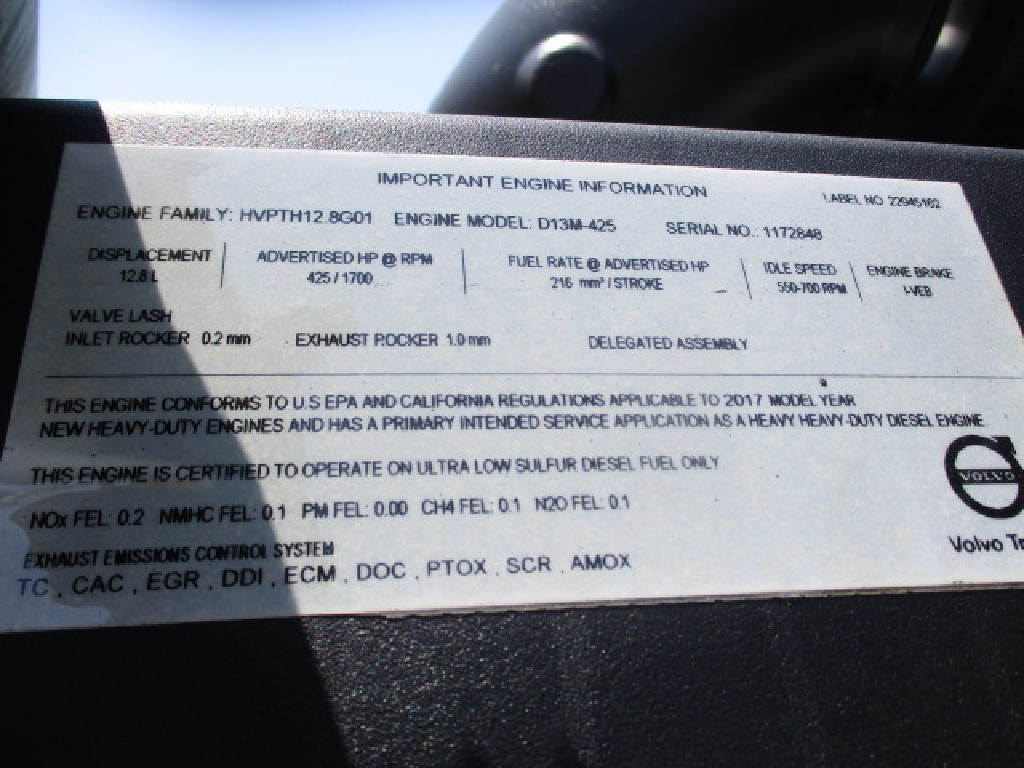 IMPORTANT ENGINE INFORMATION
LABEL NO. 22945162
ENGINE FAMILY: HVPTH12.8G01 ENGINE MODEL: D13M-425 SERIAL NO.: 1172848
DISPLACEMENT ADVERTISED HP @ RPM FUEL RATE @ ADVERTISED HP IDLE SPEED ENGINE BRAKE
12.8 L 425 / 1700 216 mm³ / STROKE 550-700 RPM I-VEB
VALVE LASH
INLET ROCKER 0.2 mm EXHAUST ROCKER 1.0 mm DELEGATED ASSEMBLY
THIS ENGINE CONFORMS TO U.S EPA AND CALIFORNIA REGULATIONS APPLICABLE TO 2017 MODEL YEAR
NEW HEAVY-DUTY ENGINES AND HAS A PRIMARY INTENDED SERVICE APPLICATION AS A HEAVY HEAVY-DUTY DIESEL ENGINE
THIS ENGINE IS CERTIFIED TO OPERATE ON ULTRA LOW SULFUR DIESEL FUEL ONLY
VOLVO
NOx FEL: 0.2 NMHC FEL: 0.1 PM FEL: 0.00 CH4 FEL: 0.1 N2O FEL: 0.1
Volvo Tr
EXHAUST EMISSIONS CONTROL SYSTEM
TC , CAC , EGR , DDI , ECM , DOC , PTOX , SCR , AMOX